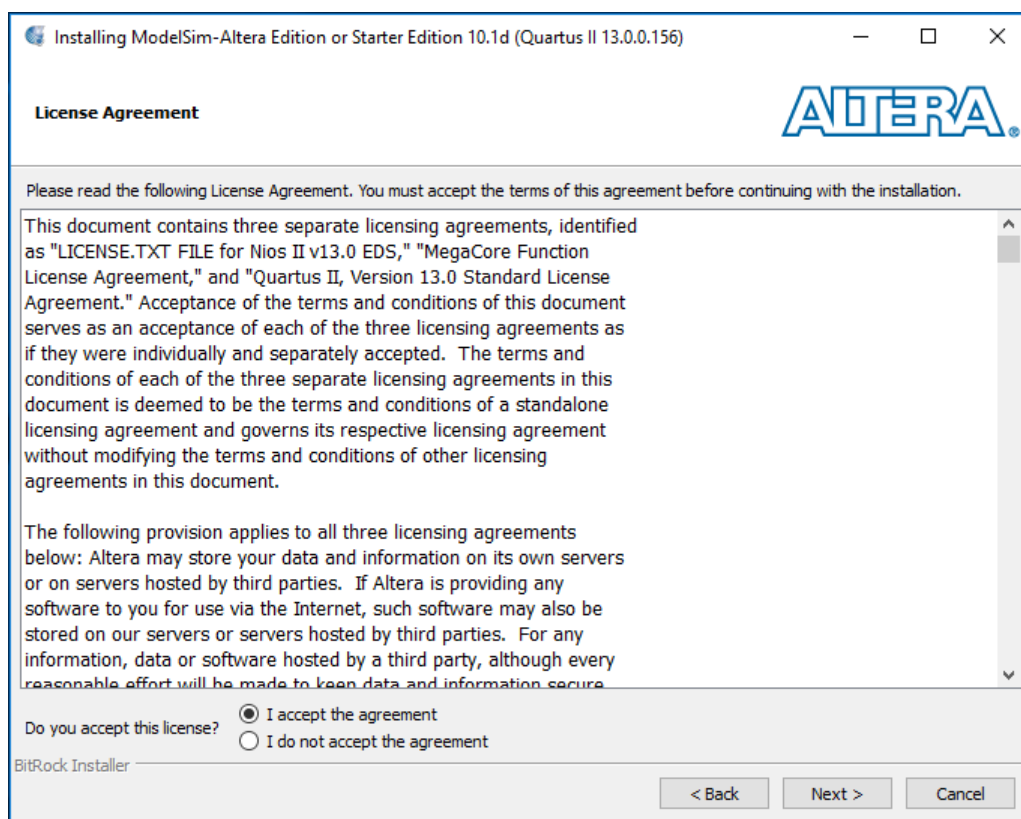 Installing ModelSim-Altera Edition or Starter Edition 10.1d (Quartus II 13.0.0.156)
License Agreement
ALTERA®
Please read the following License Agreement. You must accept the terms of this agreement before continuing with the installation.
This document contains three separate licensing agreements, identified
as "LICENSE.TXT FILE for Nios II v13.0 EDS," "MegaCore Function
License Agreement," and "Quartus II, Version 13.0 Standard License
Agreement." Acceptance of the terms and conditions of this document
serves as an acceptance of each of the three licensing agreements as
if they were individually and separately accepted.  The terms and
conditions of each of the three separate licensing agreements in this
document is deemed to be the terms and conditions of a standalone
licensing agreement and governs its respective licensing agreement
without modifying the terms and conditions of other licensing
agreements in this document.
The following provision applies to all three licensing agreements
below: Altera may store your data and information on its own servers
or on servers hosted by third parties.  If Altera is providing any
software to you for use via the Internet, such software may also be
stored on our servers or servers hosted by third parties.  For any
information, data or software hosted by a third party, although every
reasonable effort will be made to keep data and information secure
Do you accept this license?
I accept the agreement
I do not accept the agreement
BitRock Installer
< Back
Next >
Cancel